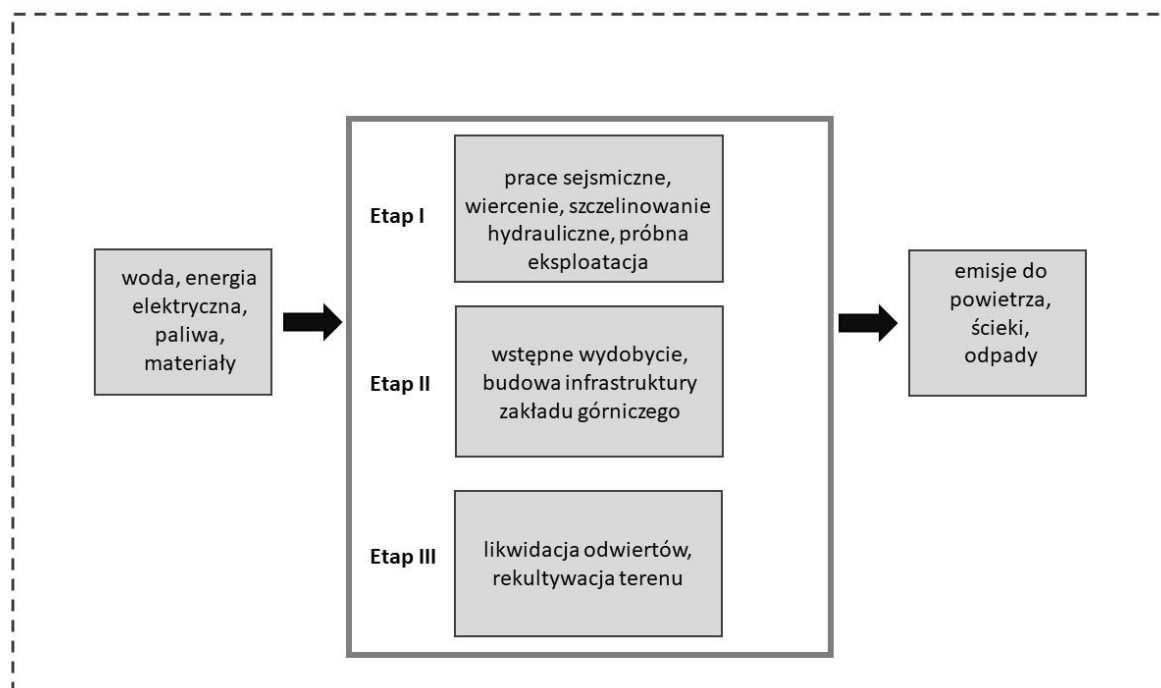 woda, energia
elektryczna,
paliwa,
materiały
Etap I
prace sejsmiczne,
wiercenie, szczelinowanie
hydrauliczne, próbna
eksploatacja
Etap II
wstępne wydobycie,
budowa infrastruktury
zakładu górniczego
Etap III
likwidacja odwiertów,
rekultywacja terenu
emisje do
powietrza,
ścieki,
odpady